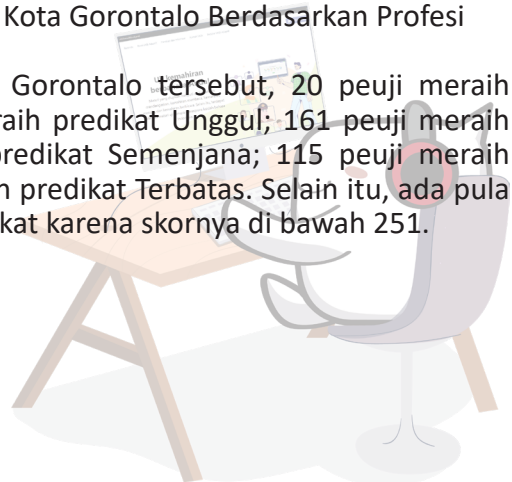 Kota Gorontalo Berdasarkan Profesi
Gorontalo tersebut, 20 peuji meraih
raih predikat Unggul; 161 peuji meraih
predikat Semenjana; 115 peuji meraih
predikat Terbatas. Selain itu, ada pula
karena skornya di bawah 251.